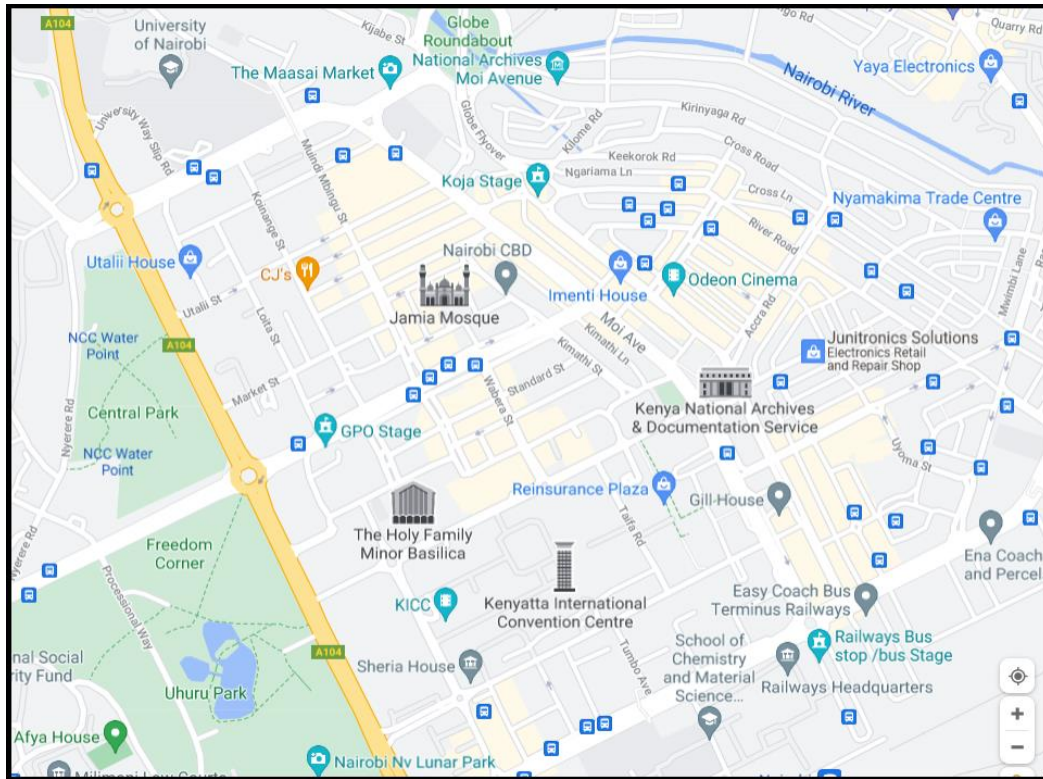 A104
University
of Nairobi
Kijabe St
Globe
Roundabout
National Archives
Moi Avenue
The Maasai Market
Quarry Rd
Yaya Electronics
Nairobi River
Kirinyaga Rd
University Way Slip Rd
Globe Flyover
Kilome Rd
Cross Road
Keekorok Rd
Ngariama Ln
Muindi Mbingu St
Koinange St
Koja Stage
Cross Ln
Nyamakima Trade Centre
River Road
Utalii House
CJ's
Nairobi CBD
Imenti House
Odeon Cinema
Mwimbi Lane
Utalii St
Jamia Mosque
Loita St
Moi Ave
Accra Rd
NCC Water
Point
A104
Kimathi Ln
Kimathi St
Junitronics Solutions
Electronics Retail
and Repair Shop
Market St
Wabera St
Standard St
Nyerere Rd
Central Park
Kenya National Archives
& Documentation Service
GPO Stage
NCC Water
Point
Uyoma St
Reinsurance Plaza
Gill House
Taifa Rd
The Holy Family
Minor Basilica
Nyerere Rd
Freedom
Corner
Ena Coach
and Percel
Processional Way
KICC
Kenyatta International
Convention Centre
Easy Coach Bus
Terminus Railways
A104
School of
Chemistry
and Material
Science...
Railways Bus
stop /bus Stage
Sheria House
Tumbo Ave
Railways Headquarters
nal Social
rity Fund
Uhuru Park
Afya House
Nairobi Nv Lunar Park
Milimani Law Courts